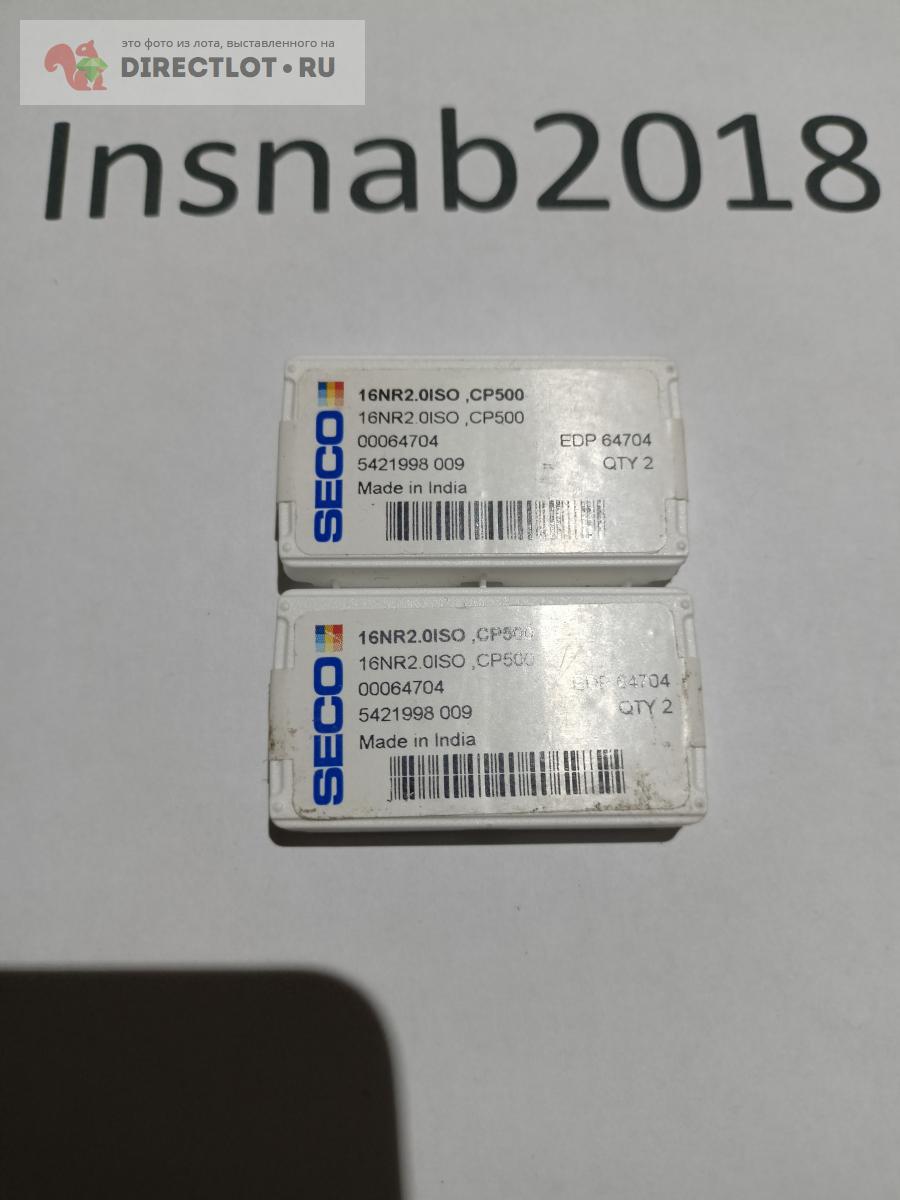 это фото из лота, выставленного на
DIRECTLOT.RU
Insnab2018
SECO
16NR2.0ISO ,CP500
16NR2.0ISO ,CP500
00064704 EDP 64704
5421998 009 QTY 2
Made in India
SECO
16NR2.0ISO ,CP500
16NR2.0ISO ,CP500
00064704 EDP 64704
5421998 009 QTY 2
Made in India